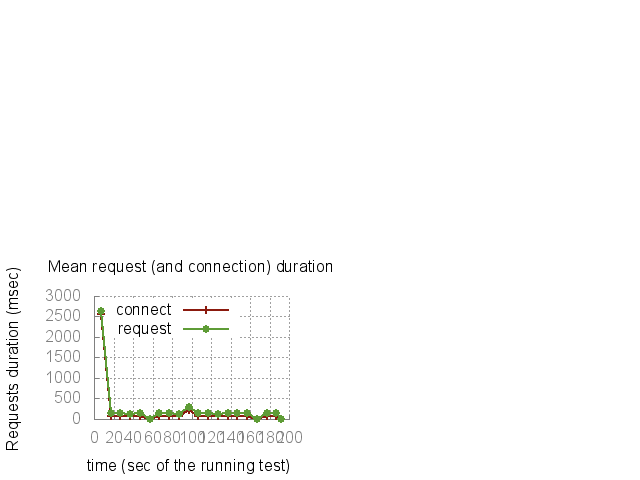 Mean request (and connection) duration
Requests duration (msec)
3000
2500
2000
1500
1000
500
0
connect
request
0 20 40 60 80 100 120 140 160 180 200
time (sec of the running test)